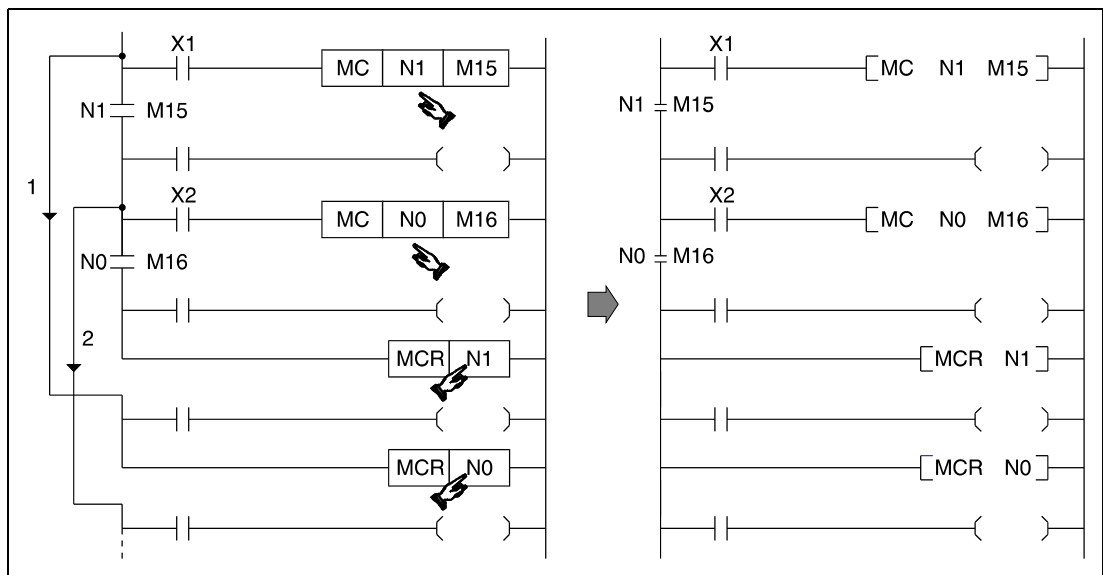 X1
MC N1 M15
N1 M15
1
X2
MC N0 M16
N0 M16
2
MCR N1
MCR N0
X1
MC N1 M15
N1 M15
X2
MC N0 M16
N0 M16
MCR N1
MCR N0